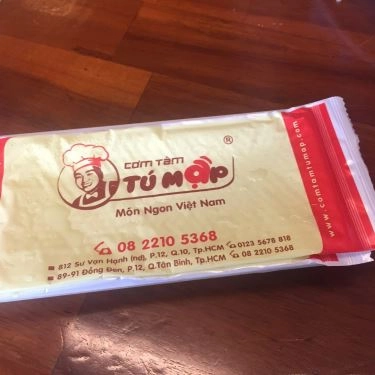 CƠM TẤM
®
TÚ MẬP
Món Ngon Việt Nam
08 2210 5368
812 Sư Vạn Hạnh (nd), P.12, Q.10, Tp.HCM 0123 5678 818
89-91 Đồng Đen, P.12, Q.Tân Bình, Tp.HCM 08 2210 5368
www.comtamtumap.com